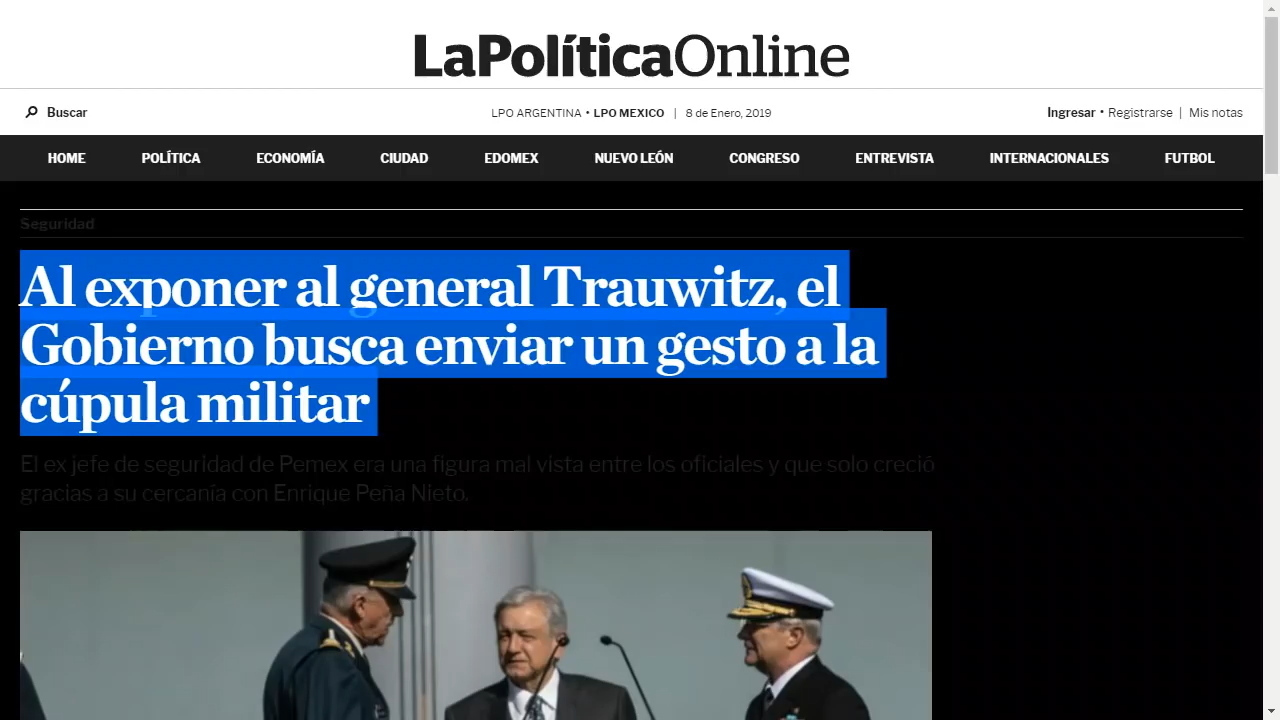 LaPolíticaOnline
Buscar
LPO ARGENTINA • LPO MEXICO | 8 de Enero, 2019
Ingresar • Registrarse | Mis notas
HOME POLÍTICA ECONOMÍA CIUDAD EDOMEX NUEVO LEÓN CONGRESO ENTREVISTA INTERNACIONALES FUTBOL
Seguridad
Al exponer al general Trauwitz, el
Gobierno busca enviar un gesto a la
cúpula militar
El ex jefe de seguridad de Pemex era una figura mal vista entre los oficiales y que solo creció
gracias a su cercanía con Enrique Peña Nieto.